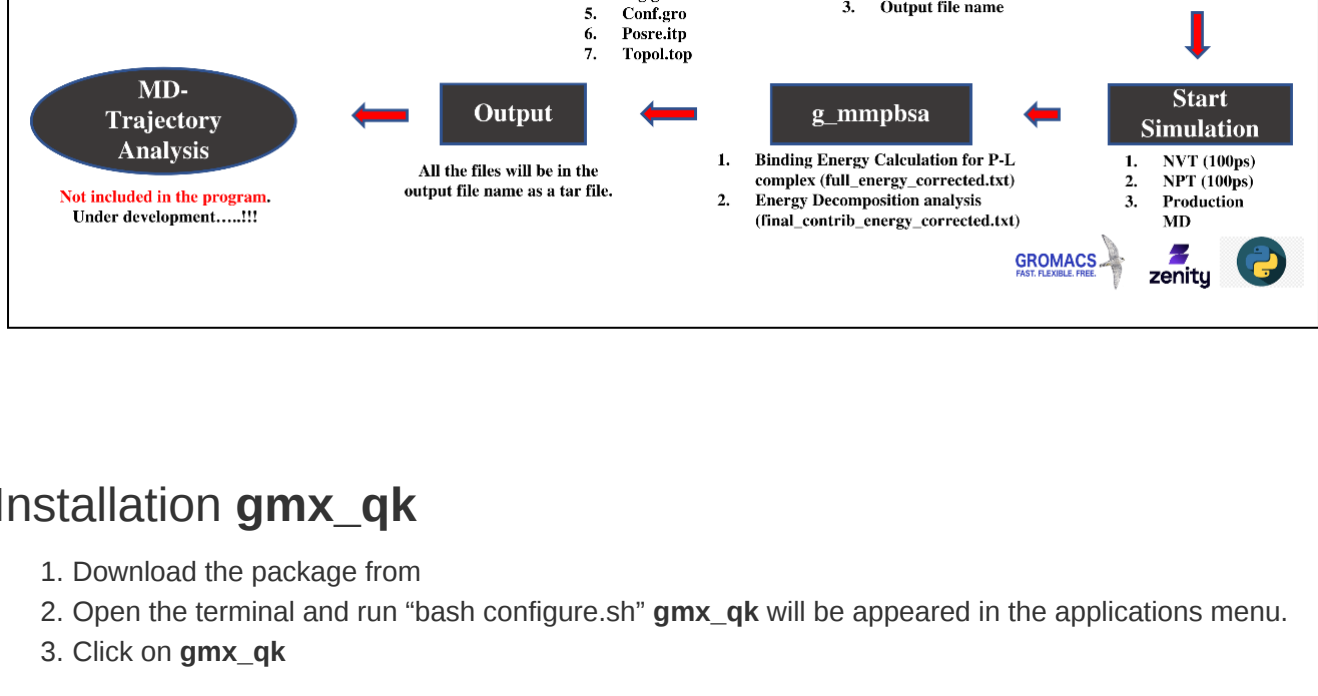 5. Conf.gro
6. Posre.itp
7. Topol.top
3. Output file name
MD-
Trajectory
Analysis
Not included in the program.
Under development…..!!!
Output
All the files will be in the
output file name as a tar file.
g_mmpbsa
1. Binding Energy Calculation for P-L
complex (full_energy_corrected.txt)
2. Energy Decomposition analysis
(final_contrib_energy_corrected.txt)
Start
Simulation
1. NVT (100ps)
2. NPT (100ps)
3. Production
MD
GROMACS
FAST. FLEXIBLE. FREE.
zenity
Installation gmx_qk
1. Download the package from
2. Open the terminal and run “bash configure.sh” gmx_qk will be appeared in the applications menu.
3. Click on gmx_qk